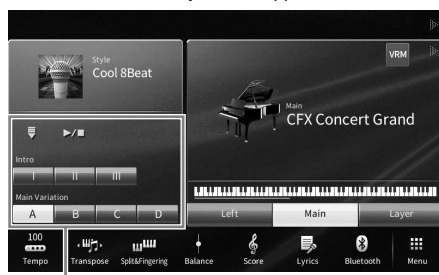 Style
Cool 8Beat
VRM
Main
CFX Concert Grand
Intro
I II III
Main Variation
A B C D
Left Main Layer
100
Tempo Transpose Split&Fingering Balance Score Lyrics Bluetooth Menu